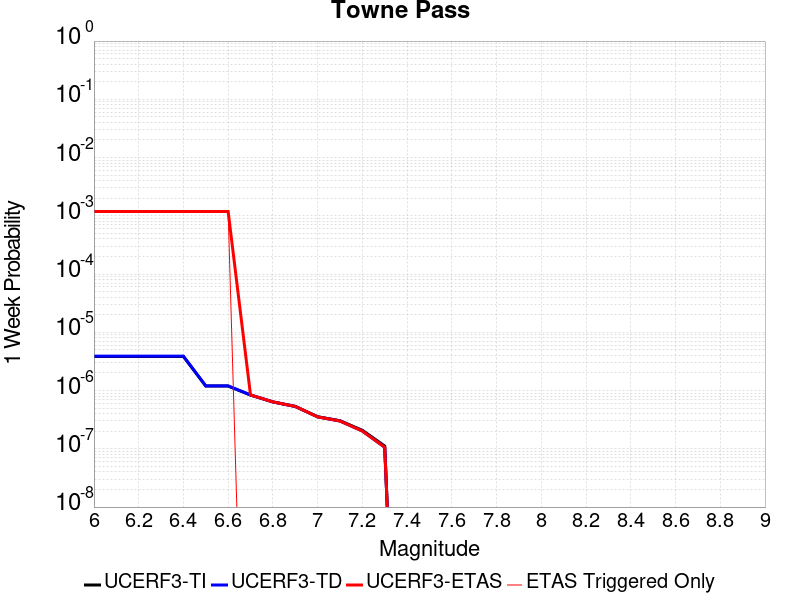 Towne Pass
1 Week Probability
10^0
10^-1
10^-2
10^-3
10^-4
10^-5
10^-6
10^-7
10^-8
6 6.2 6.4 6.6 6.8 7 7.2 7.4 7.6 7.8 8 8.2 8.4 8.6 8.8 9
Magnitude
UCERF3-TI UCERF3-TD UCERF3-ETAS ETAS Triggered Only